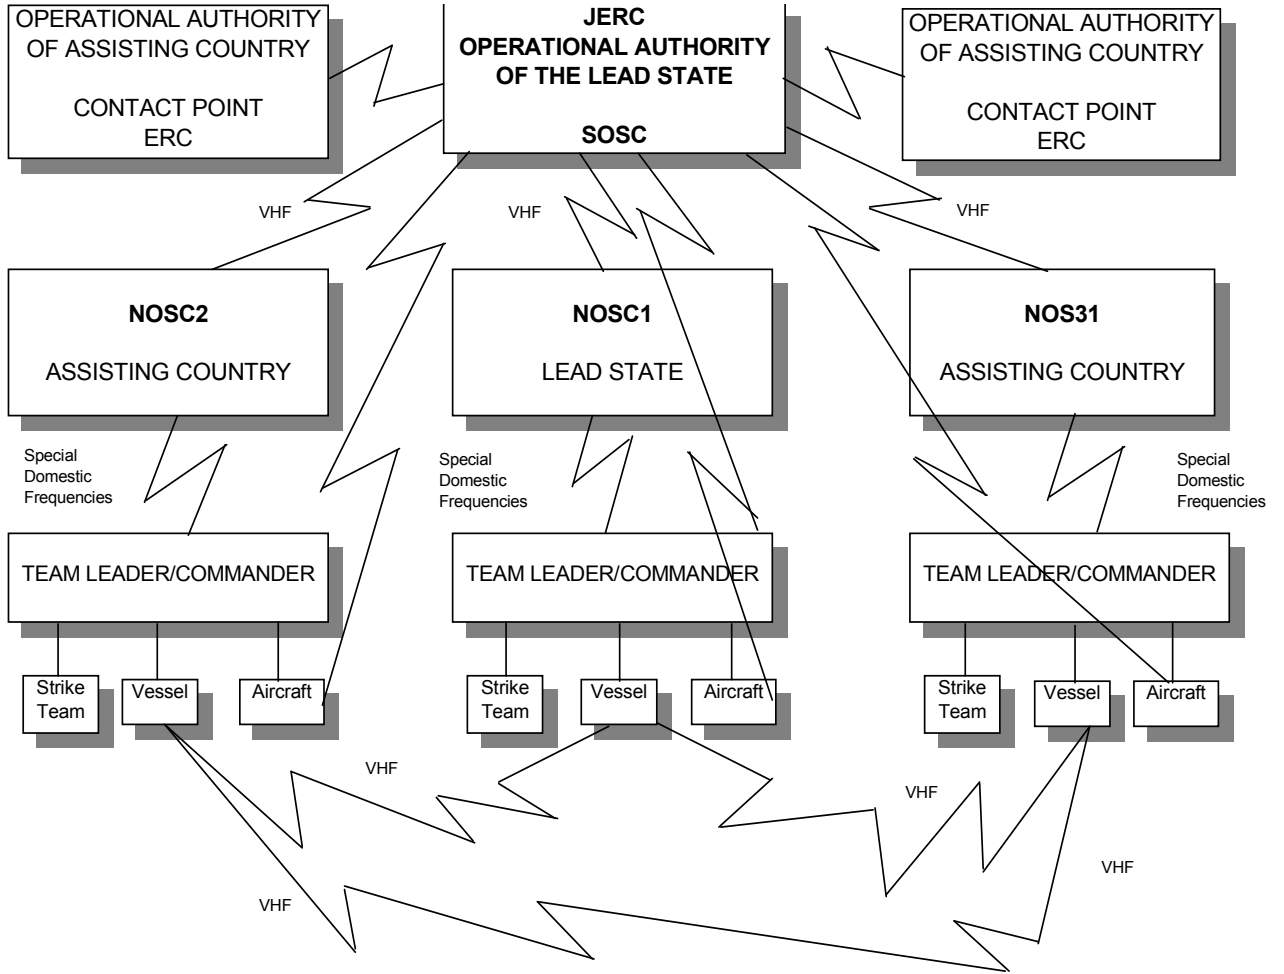 OPERATIONAL AUTHORITY
OF ASSISTING COUNTRY
CONTACT POINT
ERC
JERC
OPERATIONAL AUTHORITY
OF THE LEAD STATE
SOSC
OPERATIONAL AUTHORITY
OF ASSISTING COUNTRY
CONTACT POINT
ERC
VHF
VHF
VHF
NOSC2
ASSISTING COUNTRY
NOSC1
LEAD STATE
NOS31
ASSISTING COUNTRY
Special
Domestic
Frequencies
Special
Domestic
Frequencies
Special
Domestic
Frequencies
TEAM LEADER/COMMANDER
TEAM LEADER/COMMANDER
TEAM LEADER/COMMANDER
Strike
Team
Vessel
Aircraft
Strike
Team
Vessel
Aircraft
Strike
Team
Vessel
Aircraft
VHF
VHF
VHF
VHF